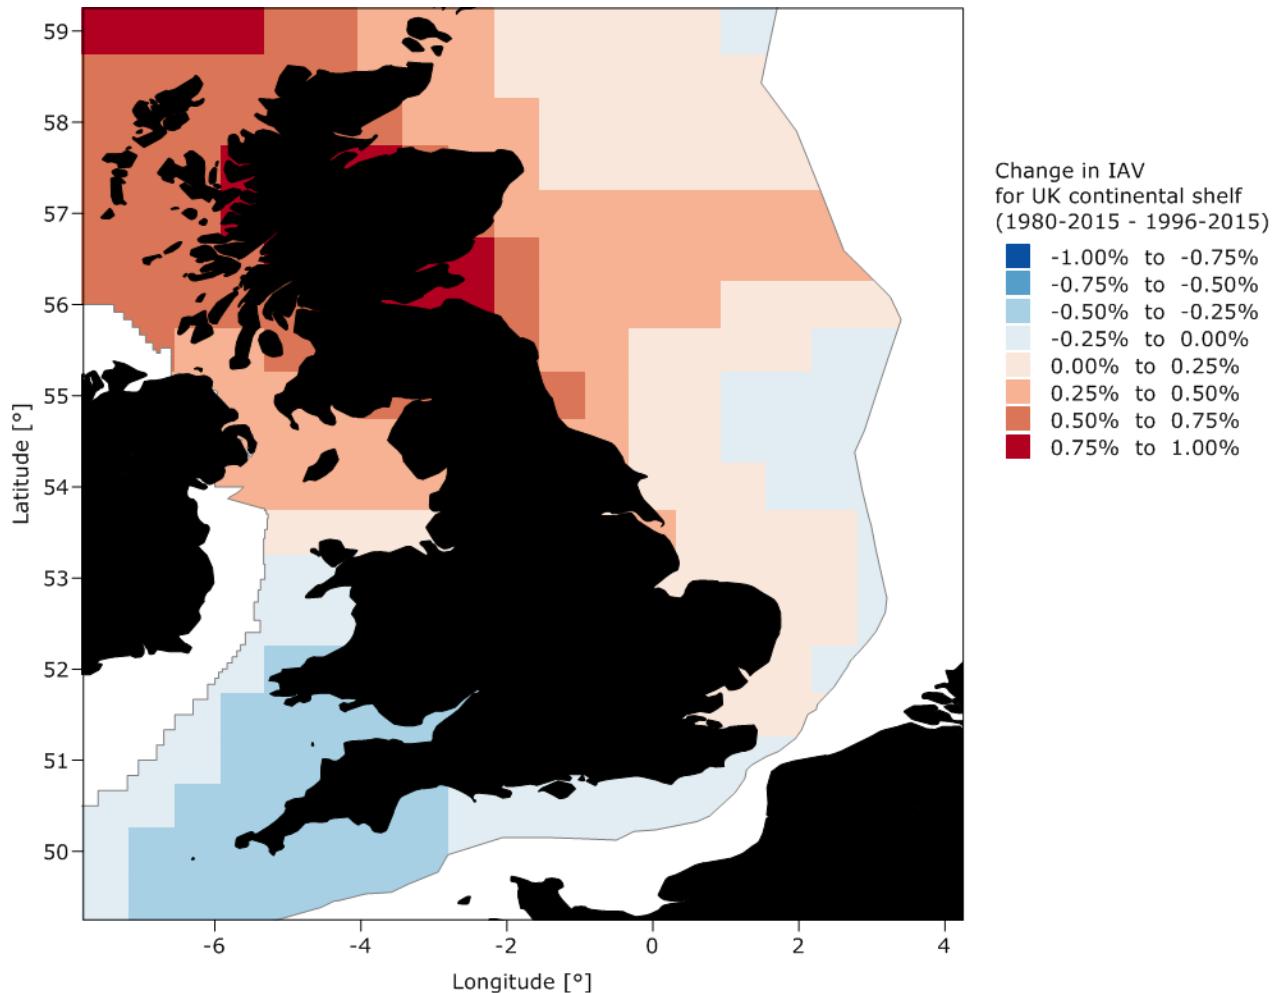 59
58
57
56
55
54
53
52
51
50
Latitude [°]
-6
-4
-2
0
2
4
Longitude [°]
Change in IAV
for UK continental shelf
(1980-2015 - 1996-2015)
-1.00% to -0.75%
-0.75% to -0.50%
-0.50% to -0.25%
-0.25% to 0.00%
0.00% to 0.25%
0.25% to 0.50%
0.50% to 0.75%
0.75% to 1.00%